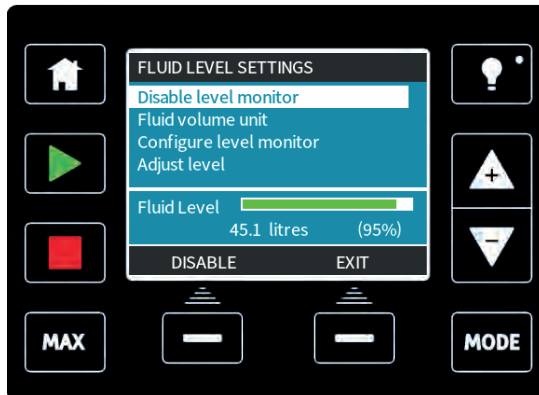 FLUID LEVEL SETTINGS
Disable level monitor
Fluid volume unit
Configure level monitor
Adjust level
Fluid Level
45.1 litres (95%)
DISABLE EXIT
+
-
MAX
MODE